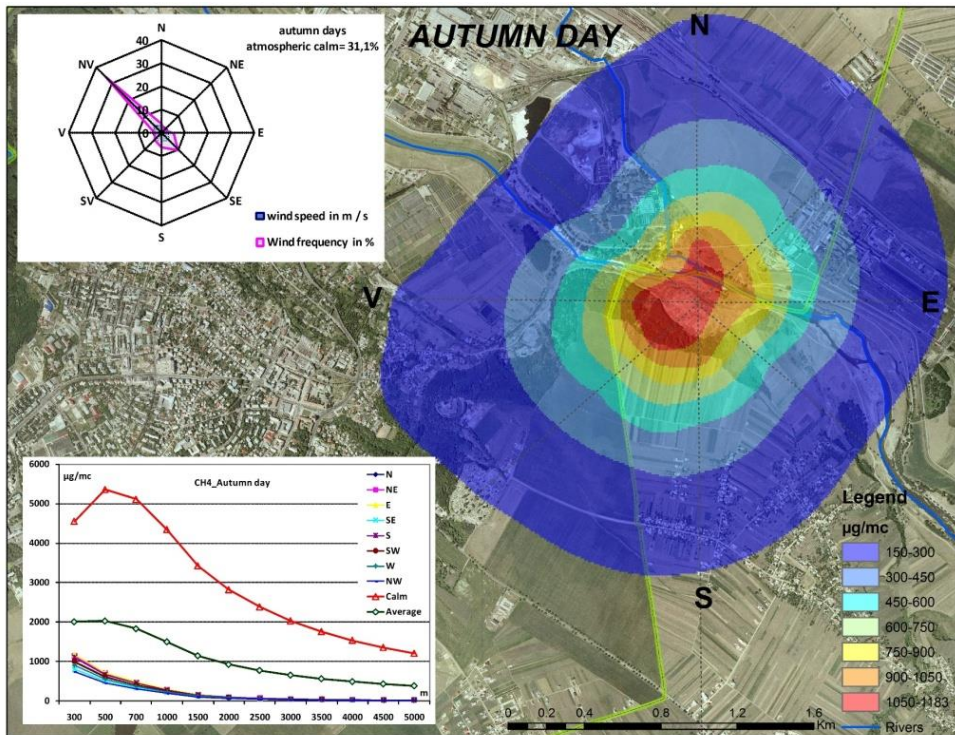 AUTUMN DAY
autumn days
atmospheric calm= 31,1%
N
40
30
20
10
0
NV
NE
V
E
SV
SE
S
wind speed in m / s
Wind frequency in %
N
V
E
S
CH4_Autumn day
µg/mc
6000
5000
4000
3000
2000
1000
0
300 500 700 1000 1500 2000 2500 3000 3500 4000 4500 5000
m
N
NE
E
SE
S
SW
W
NW
Calm
Average
Legend
µg/mc
150-300
300-450
450-600
600-750
750-900
900-1050
1050-1183
Rivers
0 0.2 0.4 0.8 1.2 1.6
Km